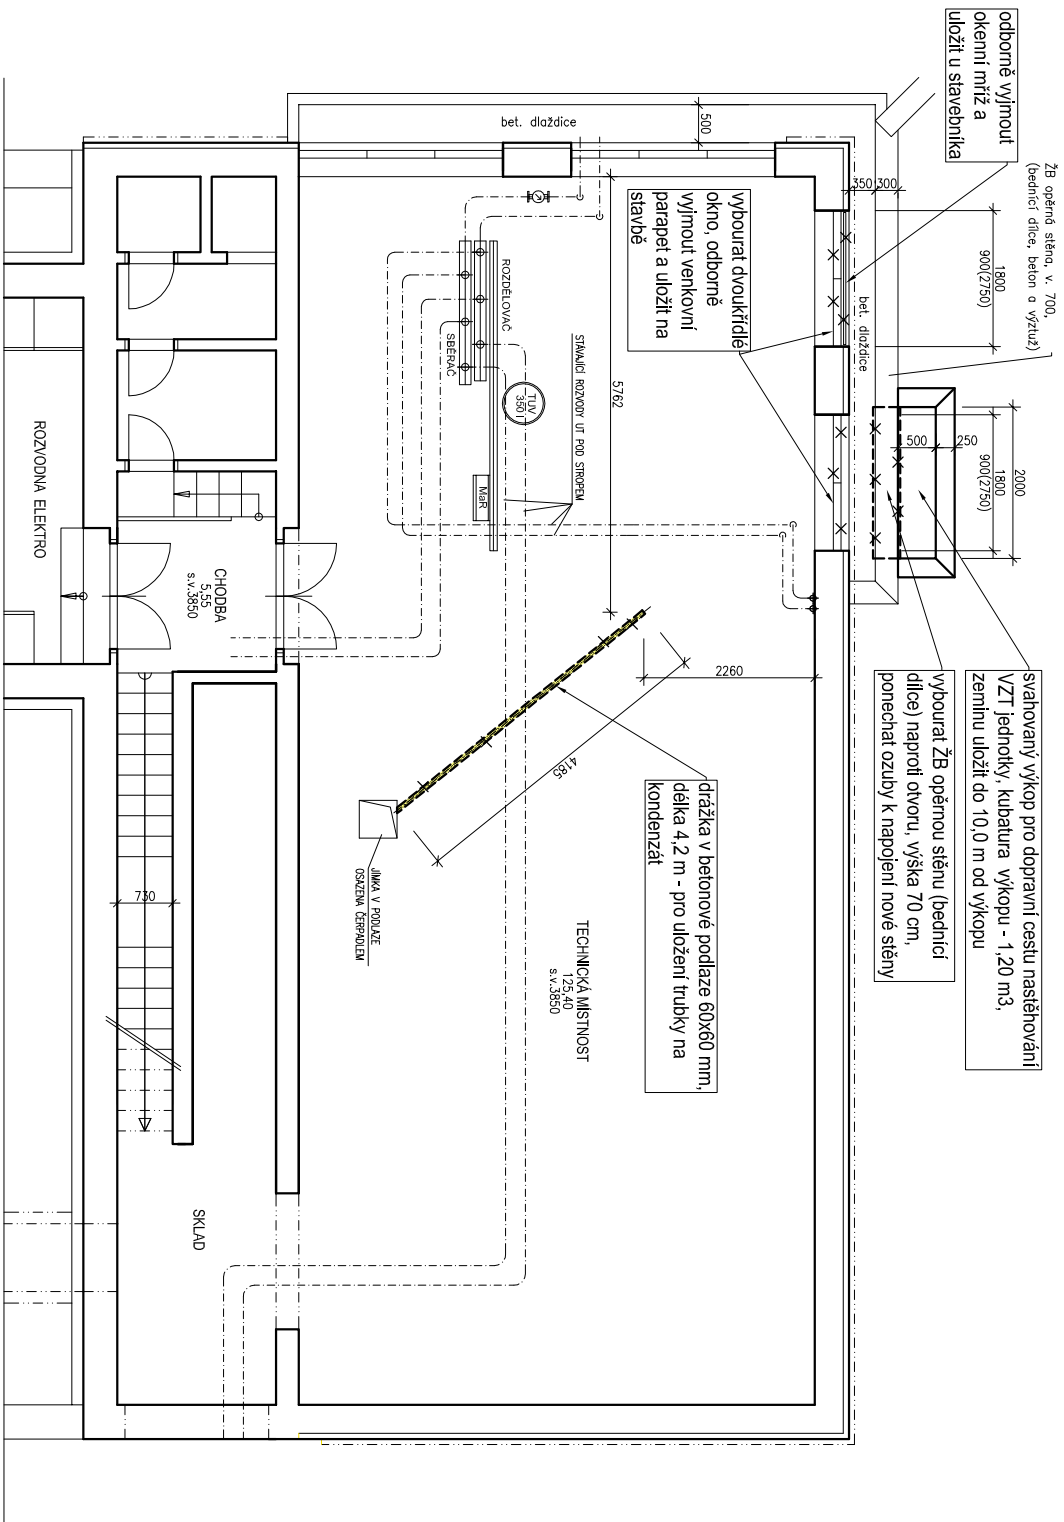 ŽB opěrná stěna, v. 700,
(bednící dílce, beton a výztuž)
odborně vyjmout
okenní mříž a
uložit u stavebníka
svahovaný výkop pro dopravní cestu nastěhování
VZT jednotky, kubatura výkopu - 1,20 m3,
zeminu uložit do 10,0 m od výkopu
vybourat ŽB opěrnou stěnu (bednící
dílce) naproti otvoru, výška 70 cm,
ponechat ozuby k napojení nové stěny
2000
1800
900(2750)
1800
900(2750)
250
500
350
300
bet. dlaždice
500
bet. dlaždice
vybourat dvoukřídlé
okno, odborně
vyjmout venkovní
parapet a uložit na
stavbě
5762
2260
4185
drážka v betonové podlaze 60x60 mm,
délka 4,2 m - pro uložení trubky na
kondenzát
STÁVAJÍCÍ ROZVODY UT POD STROPEM
ROZDĚLOVAČ
SBĚRAČ
TUV
350 l
MaR
TECHNICKÁ MÍSTNOST
125,40
s.v.3850
JÍMKA V PODLAZE
OSAZENA ČERPADLEM
CHODBA
5,55
s.v.3850
730
SKLAD
ROZVODNA ELEKTRO